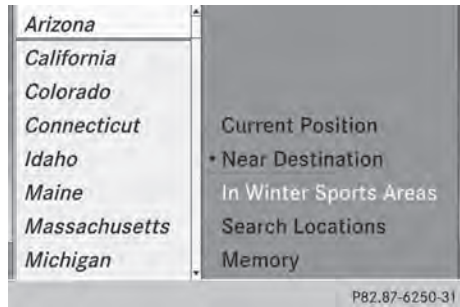 Arizona
California
Colorado
Connecticut
Idaho
Maine
Massachusetts
Michigan
Current Position
• Near Destination
In Winter Sports Areas
Search Locations
Memory
P82.87-6250-31